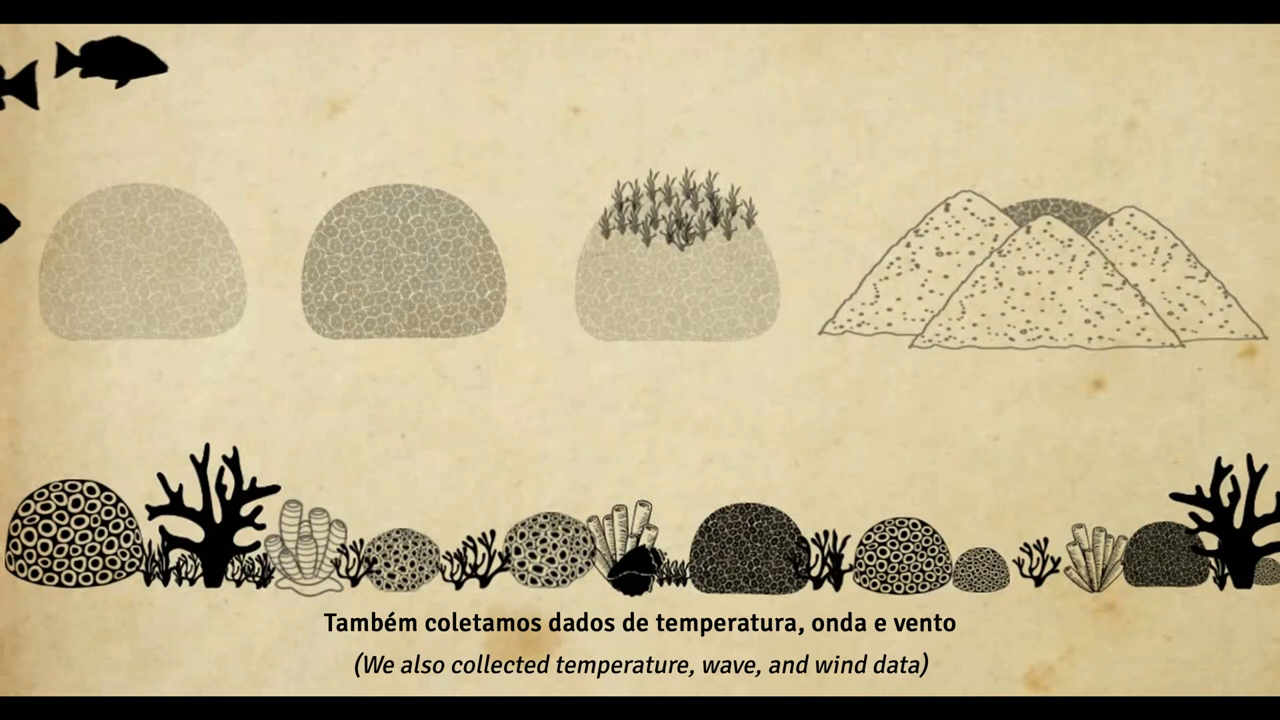 Também coletamos dados de temperatura, onda e vento
(We also collected temperature, wave, and wind data)